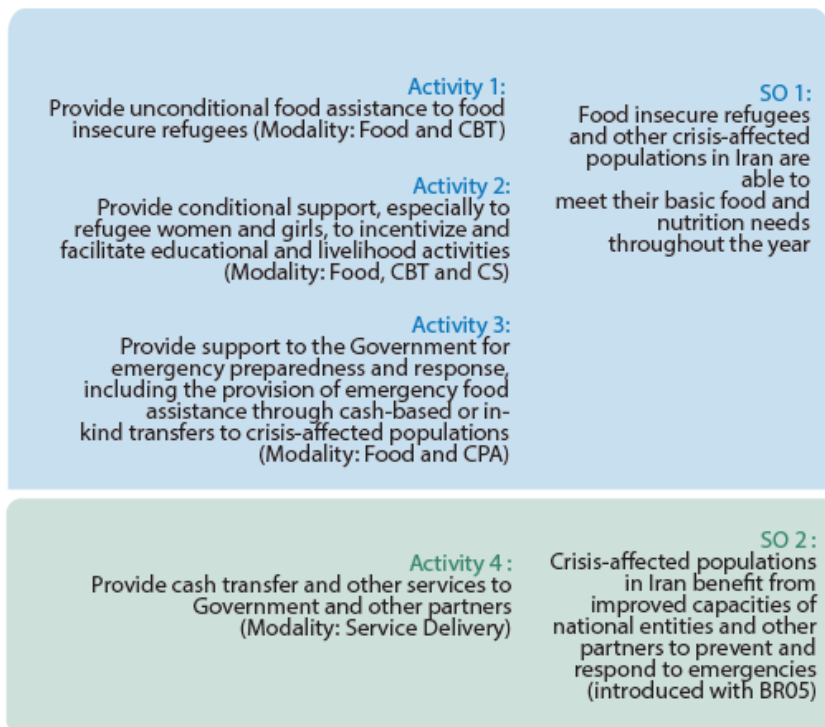 Activity 1:
Provide unconditional food assistance to food
insecure refugees (Modality: Food and CBT)
Activity 2:
Provide conditional support, especially to
refugee women and girls, to incentivize and
facilitate educational and livelihood activities
(Modality: Food, CBT and CS)
Activity 3:
Provide support to the Government for
emergency preparedness and response,
including the provision of emergency food
assistance through cash-based or in-
kind transfers to crisis-affected populations
(Modality: Food and CPA)
SO 1:
Food insecure refugees
and other crisis-affected
populations in Iran are
able to
meet their basic food and
nutrition needs
throughout the year
Activity 4 :
Provide cash transfer and other services to
Government and other partners
(Modality: Service Delivery)
SO 2 :
Crisis-affected populations
in Iran benefit from
improved capacities of
national entities and other
partners to prevent and
respond to emergencies
(introduced with BR05)